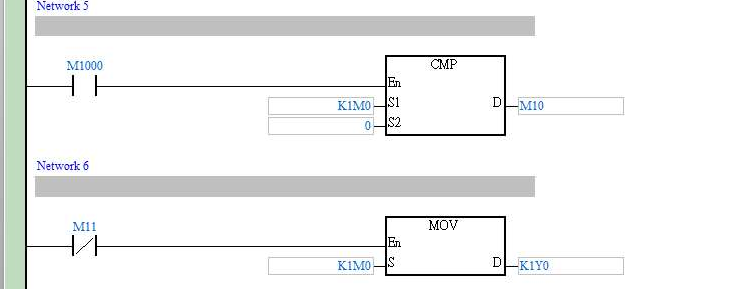 Network 5
M1000
CMP
En
K1M0 S1 D M10
0 S2
Network 6
M11
MOV
En
K1M0 S D K1Y0